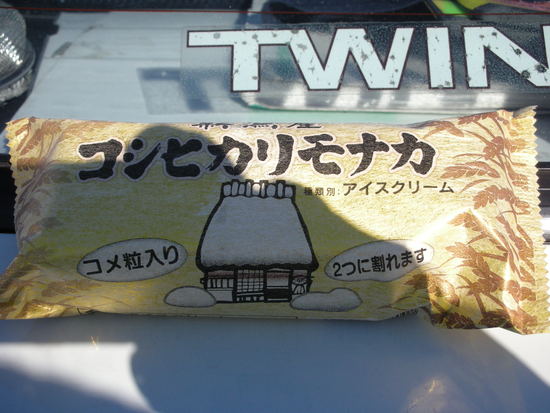 TWIN
コシヒカリモナカ
種類別:アイスクリーム
コメ粒入り
2つに割れます